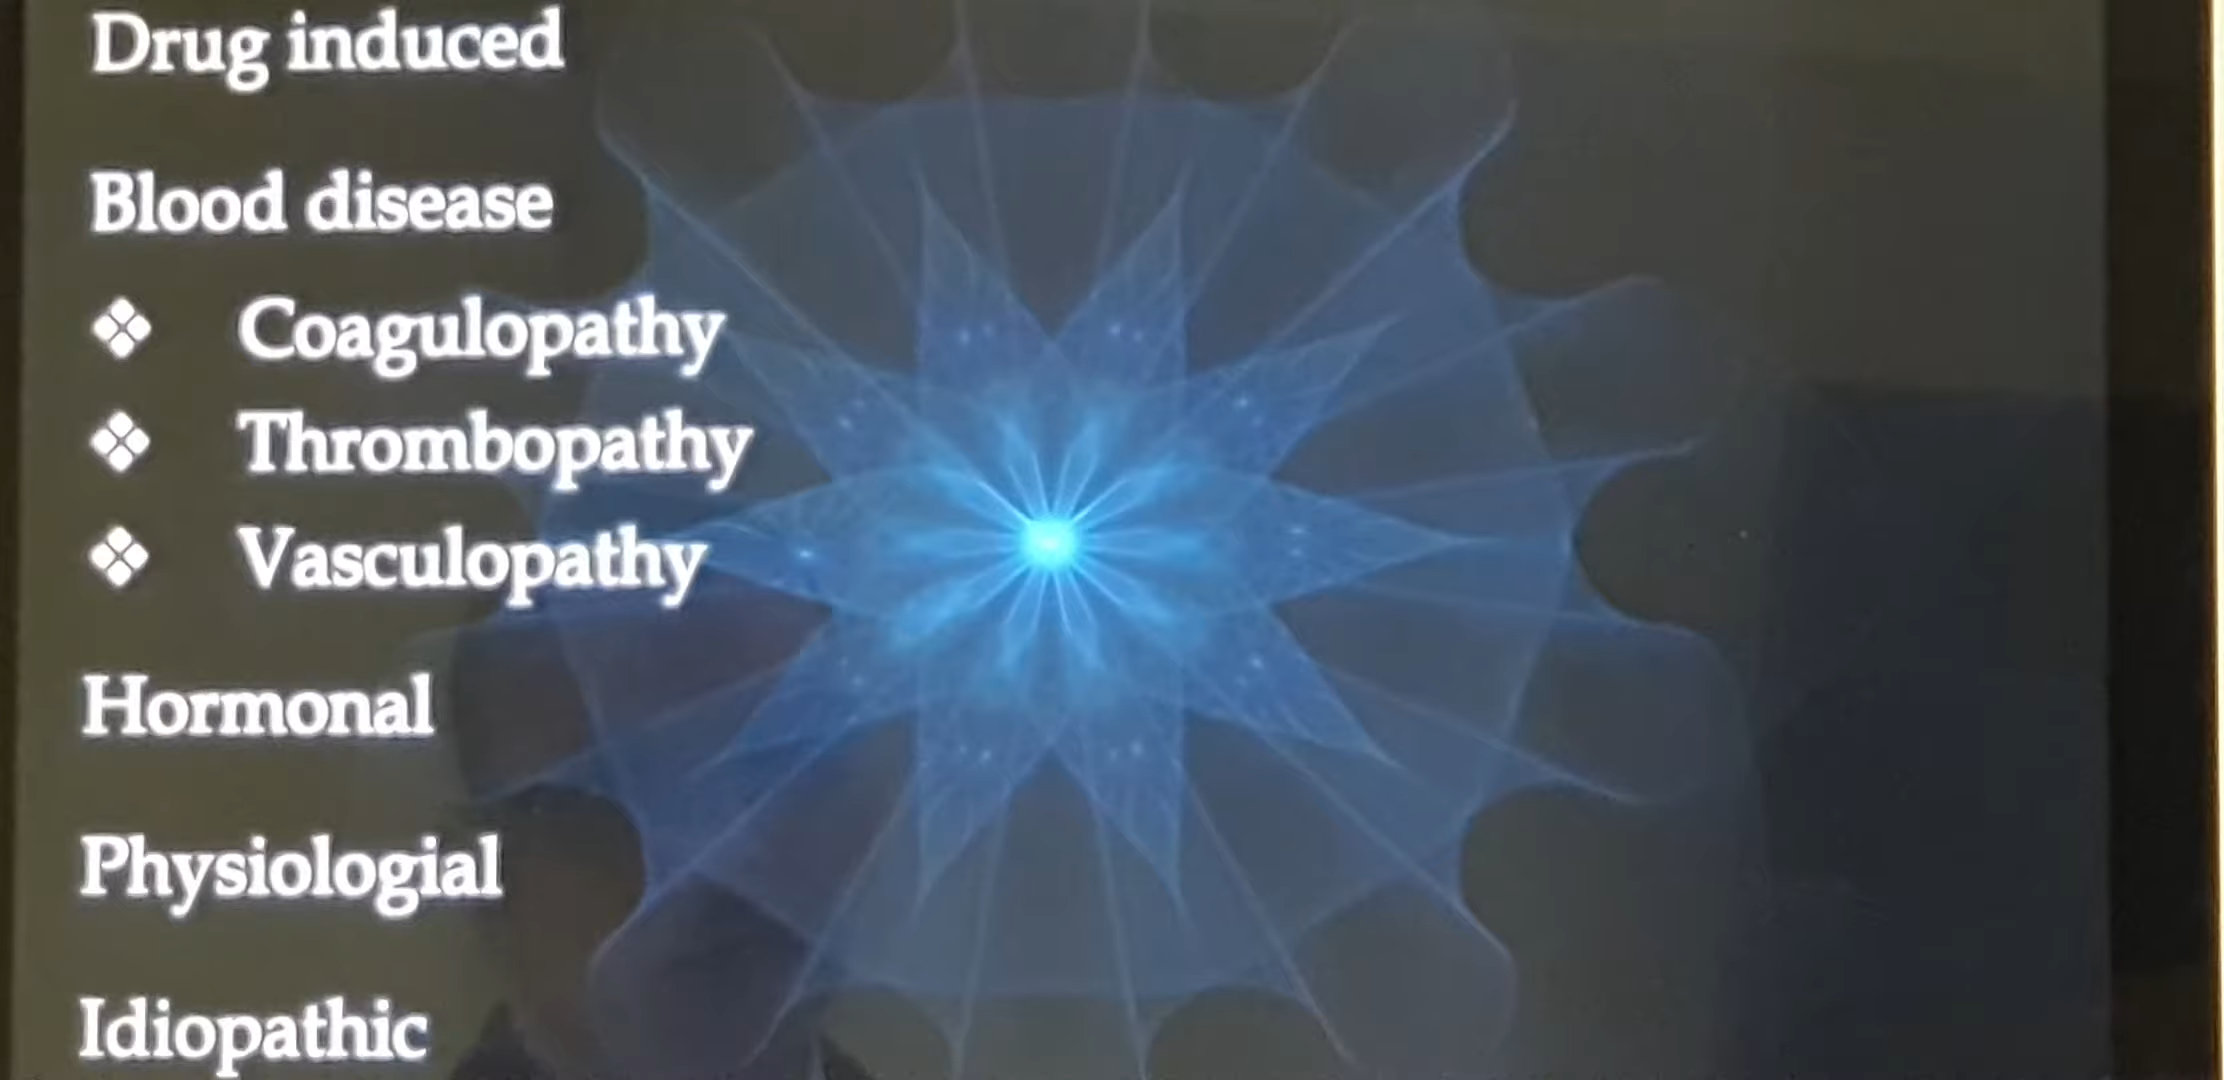 Drug induced
Blood disease
❖ Coagulopathy
❖ Thrombopathy
❖ Vasculopathy
Hormonal
Physiologial
Idiopathic